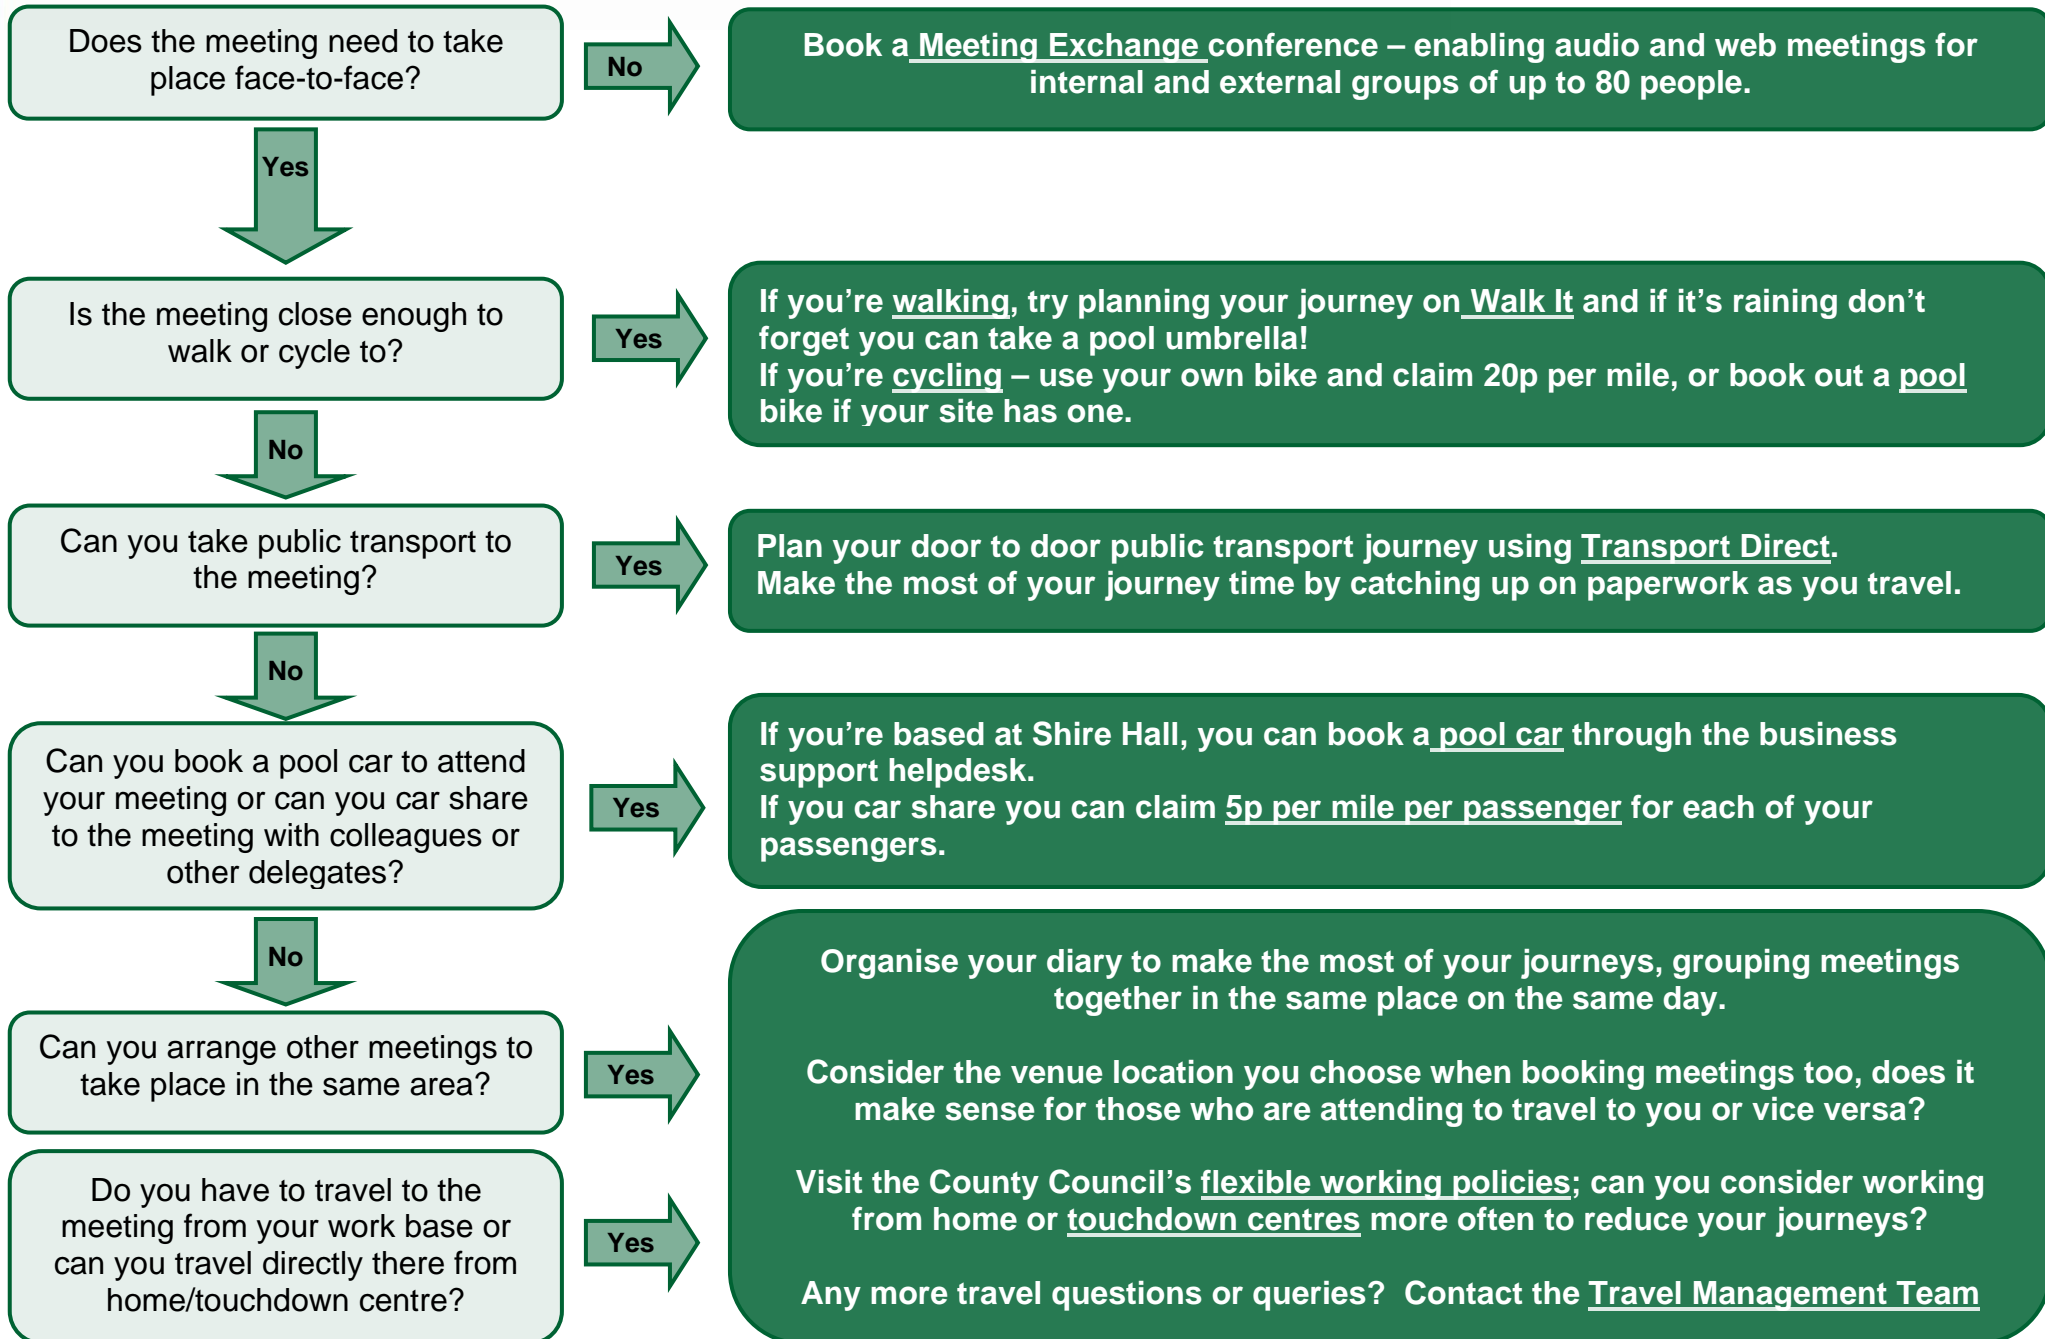 Does the meeting need to take
place face-to-face?
No
Book a Meeting Exchange conference – enabling audio and web meetings for
internal and external groups of up to 80 people.
Yes
Is the meeting close enough to
walk or cycle to?
Yes
If you’re walking, try planning your journey on Walk It and if it’s raining don’t
forget you can take a pool umbrella!
If you’re cycling – use your own bike and claim 20p per mile, or book out a pool
bike if your site has one.
No
Can you take public transport to
the meeting?
Yes
Plan your door to door public transport journey using Transport Direct.
Make the most of your journey time by catching up on paperwork as you travel.
No
Can you book a pool car to attend
your meeting or can you car share
to the meeting with colleagues or
other delegates?
Yes
If you’re based at Shire Hall, you can book a pool car through the business
support helpdesk.
If you car share you can claim 5p per mile per passenger for each of your
passengers.
No
Can you arrange other meetings to
take place in the same area?
Yes
Do you have to travel to the
meeting from your work base or
can you travel directly there from
home/touchdown centre?
Yes
Organise your diary to make the most of your journeys, grouping meetings
together in the same place on the same day.
Consider the venue location you choose when booking meetings too, does it
make sense for those who are attending to travel to you or vice versa?
Visit the County Council’s flexible working policies; can you consider working
from home or touchdown centres more often to reduce your journeys?
Any more travel questions or queries?  Contact the Travel Management Team